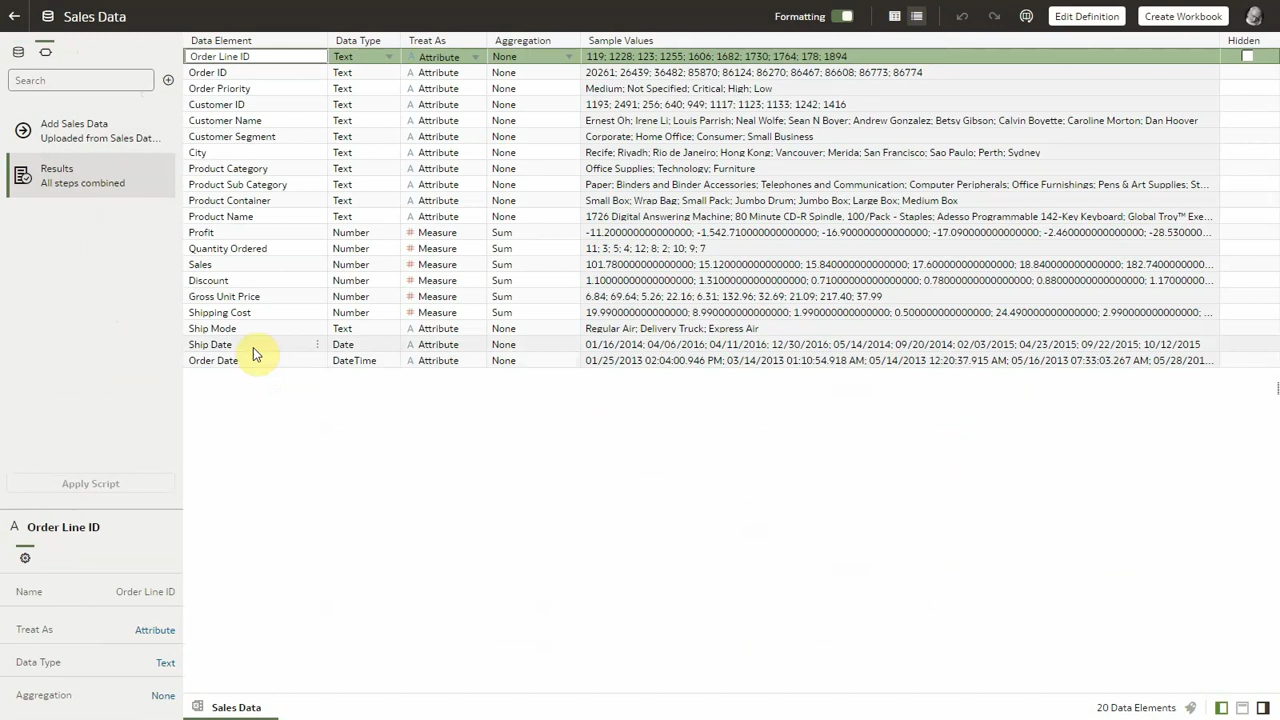 Sales Data
Formatting
Edit Definition
Create Workbook
Search
Add Sales Data
Uploaded from Sales Dat...
Results
All steps combined
Apply Script
Order Line ID
Name Order Line ID
Treat As Attribute
Data Type Text
Aggregation None
Data Element Data Type Treat As Aggregation Sample Values Hidden
Order Line ID Text A Attribute None 119; 1228; 123; 1255; 1606; 1682; 1730; 1764; 178; 1894
Order ID Text A Attribute None 20261; 26439; 36482; 85870; 86124; 86270; 86467; 86608; 86773; 86774
Order Priority Text A Attribute None Medium; Not Specified; Critical; High; Low
Customer ID Text A Attribute None 1193; 2491; 256; 640; 949; 1117; 1123; 1133; 1242; 1416
Customer Name Text A Attribute None Ernest Oh; Irene Li; Louis Parrish; Neal Wolfe; Sean N Boyer; Andrew Gonzalez; Betsy Gibson; Calvin Boyette; Caroline Morton; Dan Hoover
Customer Segment Text A Attribute None Corporate; Home Office; Consumer; Small Business
City Text A Attribute None Recife; Riyadh; Rio de Janeiro; Hong Kong; Vancouver; Merida; San Francisco; Sao Paulo; Perth; Sydney
Product Category Text A Attribute None Office Supplies; Technology; Furniture
Product Sub Category Text A Attribute None Paper; Binders and Binder Accessories; Telephones and Communication; Computer Peripherals; Office Furnishings; Pens & Art Supplies; St...
Product Container Text A Attribute None Small Box; Wrap Bag; Small Pack; Jumbo Drum; Jumbo Box; Large Box; Medium Box
Product Name Text A Attribute None 1726 Digital Answering Machine; 80 Minute CD-R Spindle, 100/Pack - Staples; Adesso Programmable 142-Key Keyboard; Global Troy™ Exe...
Profit Number # Measure Sum -11.200000000000000; -1,542.710000000000000; -16.900000000000000; -17.090000000000000; -2.460000000000000; -28.530000...
Quantity Ordered Number # Measure Sum 11; 3; 5; 4; 12; 8; 2; 10; 9; 7
Sales Number # Measure Sum 101.780000000000000; 15.120000000000000; 15.840000000000000; 17.600000000000000; 18.840000000000000; 182.7400000000...
Discount Number # Measure Sum 1.100000000000000; 1.310000000000000; 0.710000000000000; 0.780000000000000; 0.880000000000000; 1.17000000...
Gross Unit Price Number # Measure Sum 6.84; 69.64; 5.26; 22.16; 6.31; 132.96; 32.69; 21.09; 217.40; 37.99
Shipping Cost Number # Measure Sum 19.990000000000000; 8.990000000000000; 1.990000000000000; 0.500000000000000; 24.490000000000000; 2.990000000...
Ship Mode Text A Attribute None Regular Air; Delivery Truck; Express Air
Ship Date Date A Attribute None 01/16/2014; 04/06/2016; 04/11/2016; 12/30/2016; 05/14/2014; 09/20/2014; 02/03/2015; 04/23/2015; 09/22/2015; 10/12/2015
Order Date DateTime A Attribute None 01/25/2013 02:04:00.946 PM; 03/14/2013 01:10:54.918 AM; 05/14/2013 12:20:37.915 AM; 05/16/2013 07:33:03.267 AM; 05/28/201...
Sales Data
20 Data Elements